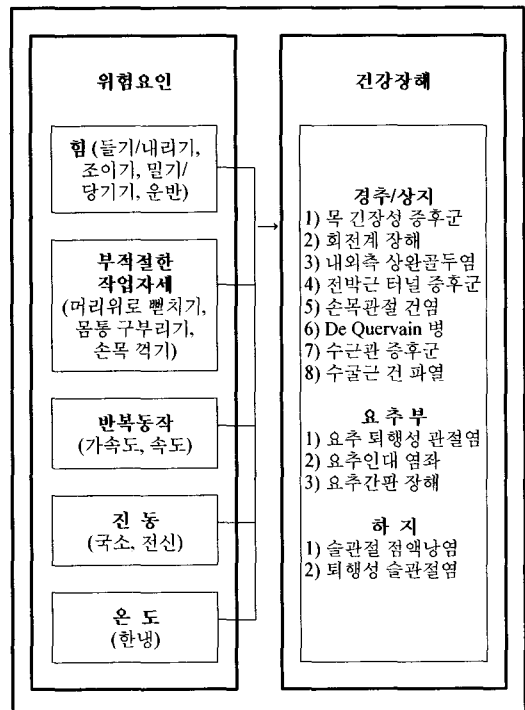 위험요인
힘 (들기/내리기,
조이기, 밀기/
당기기, 운반)
부적절한
작업자세
(머리위로 뻗치기,
몸통 구부리기,
손목 꺾기)
반복동작
(가속도, 속도)
진 동
(국소, 전신)
온 도
(한냉)
건강장해
경추/상지
1) 목 긴장성 증후군
2) 회전계 장해
3) 내외측 상완골두염
4) 전박근 터널 증후군
5) 손목관절 건염
6) De Quervain 병
7) 수근관 증후군
8) 수굴근 건 파열
요 추 부
1) 요추 퇴행성 관절염
2) 요추인대 염좌
3) 요추간판 장해
하 지
1) 슬관절 점액낭염
2) 퇴행성 슬관절염